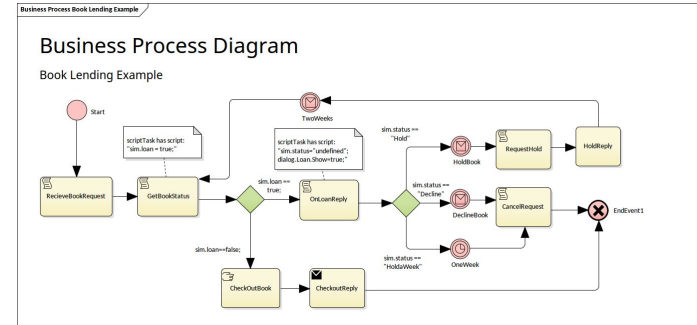 Business Process Book Lending Example
Business Process Diagram
Book Lending Example
TwoWeeks
Start
scriptTask has script:
"sim.loan = true;"
scriptTask has script:
"sim.status="undefined";
dialog.Loan.Show=true;"
sim.status ==
"Hold"
HoldBook
RequestHold
HoldReply
RecieveBookRequest
GetBookStatus
sim.loan ==
true;
OnLoanReply
sim.status ==
"Decline"
DeclineBook
CancelRequest
EndEvent1
sim.loan==false;
sim.status ==
"HoldaWeek"
OneWeek
CheckOutBook
CheckoutReply